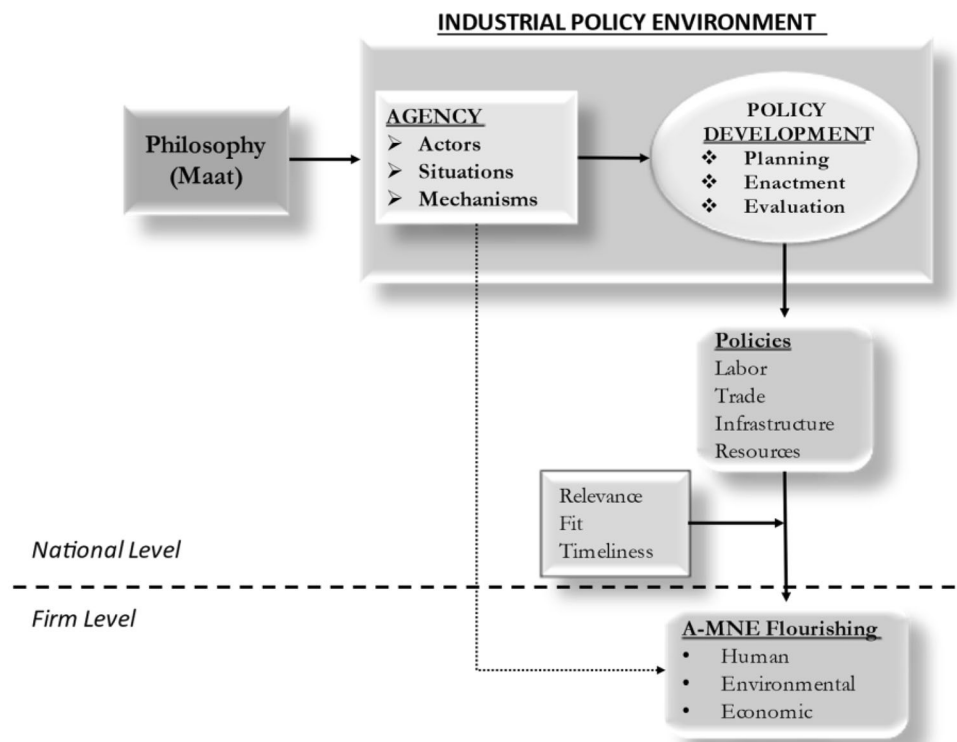 INDUSTRIAL POLICY ENVIRONMENT
Philosophy
(Maat)
AGENCY
➢ Actors
➢ Situations
➢ Mechanisms
POLICY
DEVELOPMENT
❖ Planning
❖ Enactment
❖ Evaluation
Policies
Labor
Trade
Infrastructure
Resources
Relevance
Fit
Timeliness
National Level
Firm Level
A-MNE Flourishing
• Human
• Environmental
• Economic